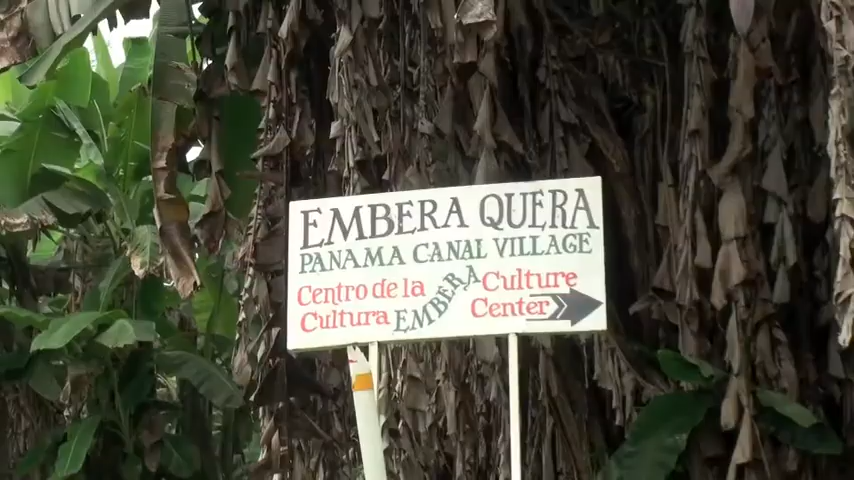 EMBERA QUERA
PANAMA CANAL VILLAGE
Centro de la
Cultura
EMBERA
Culture
Center